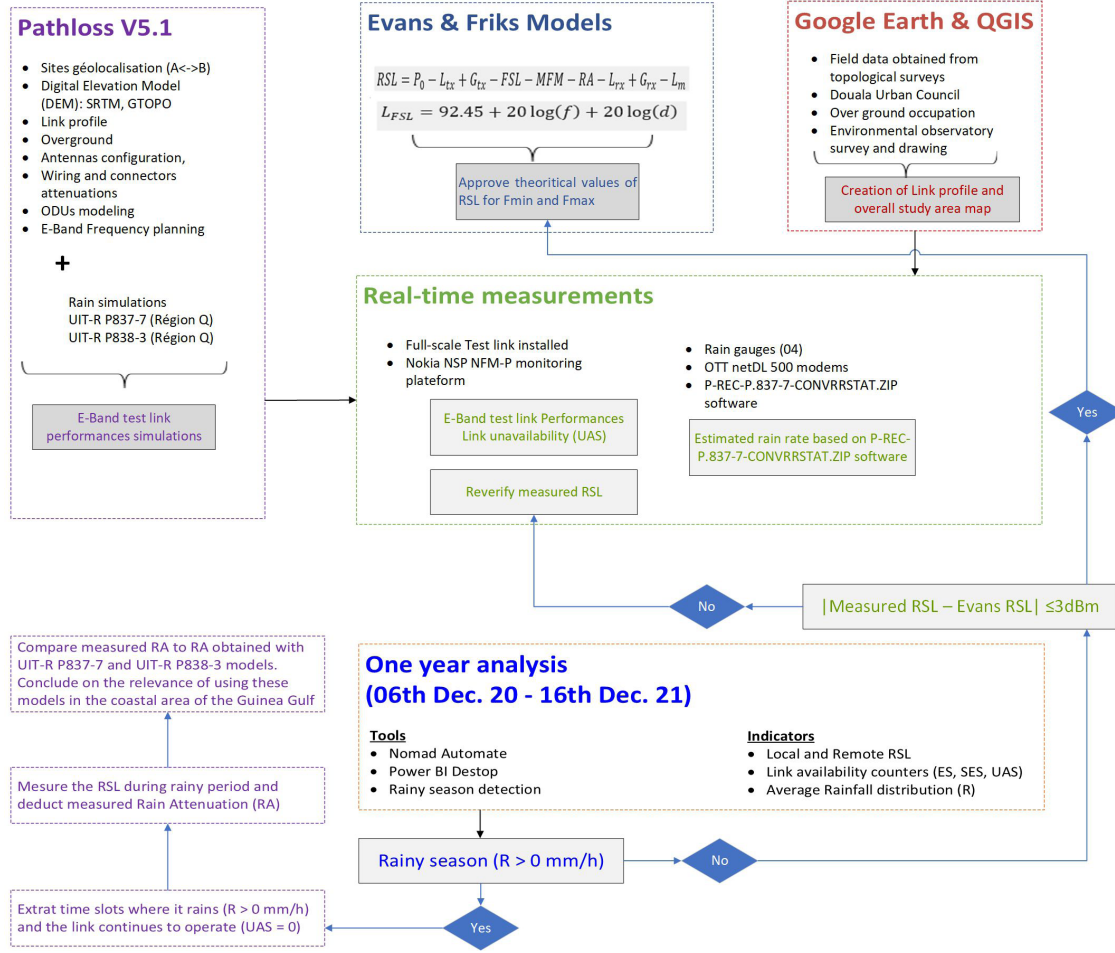 Pathloss V5.1
• Sites géolocalisation (A<->B)
• Digital Elevation Model
(DEM): SRTM, GTOPO
• Link profile
• Overground
• Antennas configuration,
• Wiring and connectors
attenuations
• ODUs modeling
• E-Band Frequency planning
+
Rain simulations
UIT-R P837-7 (Région Q)
UIT-R P838-3 (Région Q)
E-Band test link
performances simulations
Evans & Friks Models
RSL = P₀ − Lₜₓ + Gₜₓ − FSL − MFM − RA − Lᵣₓ + Gᵣₓ − Lₘ
L_FSL = 92.45 + 20 log(f) + 20 log(d)
Approve theoritical values of
RSL for Fmin and Fmax
Google Earth & QGIS
• Field data obtained from
topological surveys
• Douala Urban Council
• Over ground occupation
• Environmental observatory
survey and drawing
Creation of Link profile and
overall study area map
Real-time measurements
• Full-scale Test link installed
• Nokia NSP NFM-P monitoring
plateform
E-Band test link Performances
Link unavailability (UAS)
Reverify measured RSL
• Rain gauges (04)
• OTT netDL 500 modems
• P-REC-P.837-7-CONVRRSTAT.ZIP
software
Estimated rain rate based on P-REC-
P.837-7-CONVRRSTAT.ZIP software
Yes
No
|Measured RSL – Evans RSL| ≤3dBm
One year analysis
(06th Dec. 20 - 16th Dec. 21)
Tools
• Nomad Automate
• Power BI Destop
• Rainy season detection
Indicators
• Local and Remote RSL
• Link availability counters (ES, SES, UAS)
• Average Rainfall distribution (R)
Rainy season (R > 0 mm/h)
No
Yes
Compare measured RA to RA obtained with
UIT-R P837-7 and UIT-R P838-3 models.
Conclude on the relevance of using these
models in the coastal area of the Guinea Gulf
Mesure the RSL during rainy period and
deduct measured Rain Attenuation (RA)
Extrat time slots where it rains (R > 0 mm/h)
and the link continues to operate (UAS = 0)